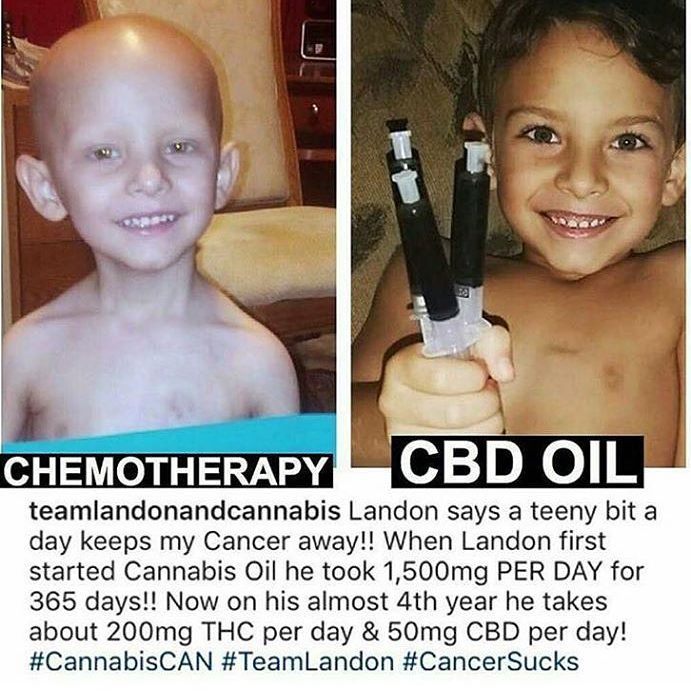 CHEMOTHERAPY
CBD OIL
teamlandonandcannabis Landon says a teeny bit a
day keeps my Cancer away!! When Landon first
started Cannabis Oil he took 1,500mg PER DAY for
365 days!! Now on his almost 4th year he takes
about 200mg THC per day & 50mg CBD per day!
#CannabisCAN #TeamLandon #CancerSucks